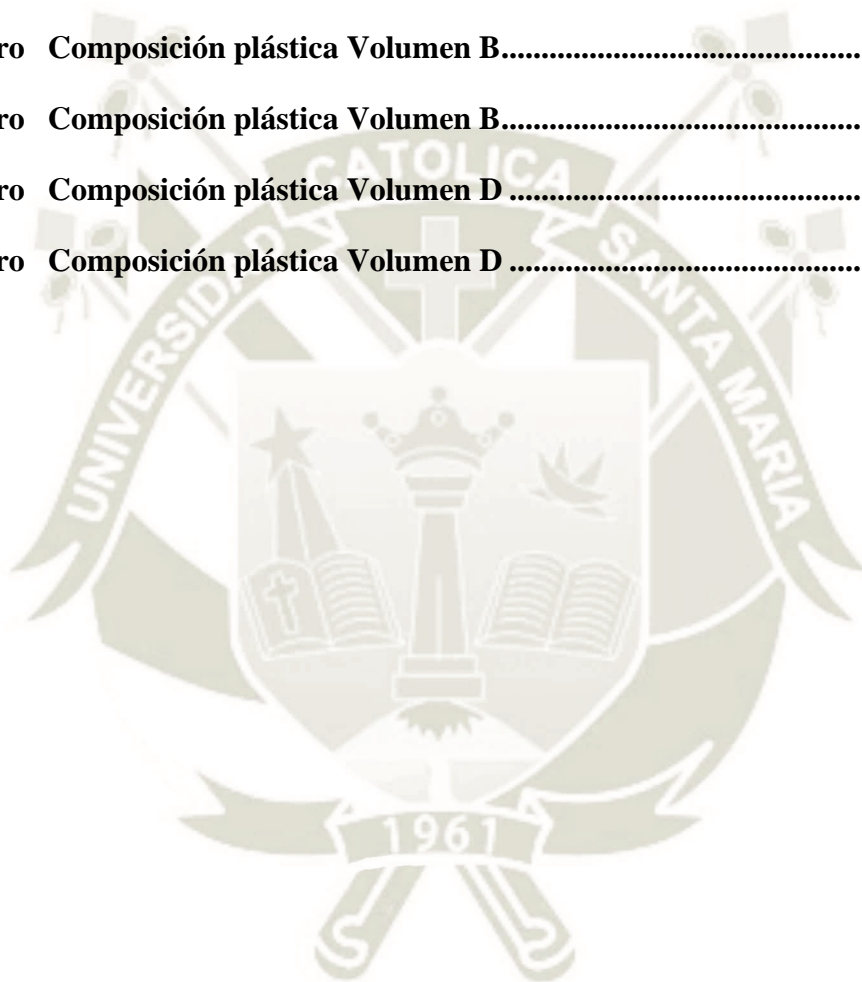 ro Composición plástica Volumen B..............................................
ro Composición plástica Volumen B..............................................
ro Composición plástica Volumen D .............................................
ro Composición plástica Volumen D .............................................
UNIVERSIDAD CATOLICA SANTA MARIA
1961